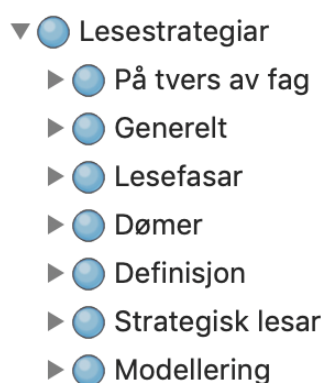 Lesestrategiar
På tvers av fag
Generelt
Lesefasar
Dømer
Definisjon
Strategisk lesar
Modellering